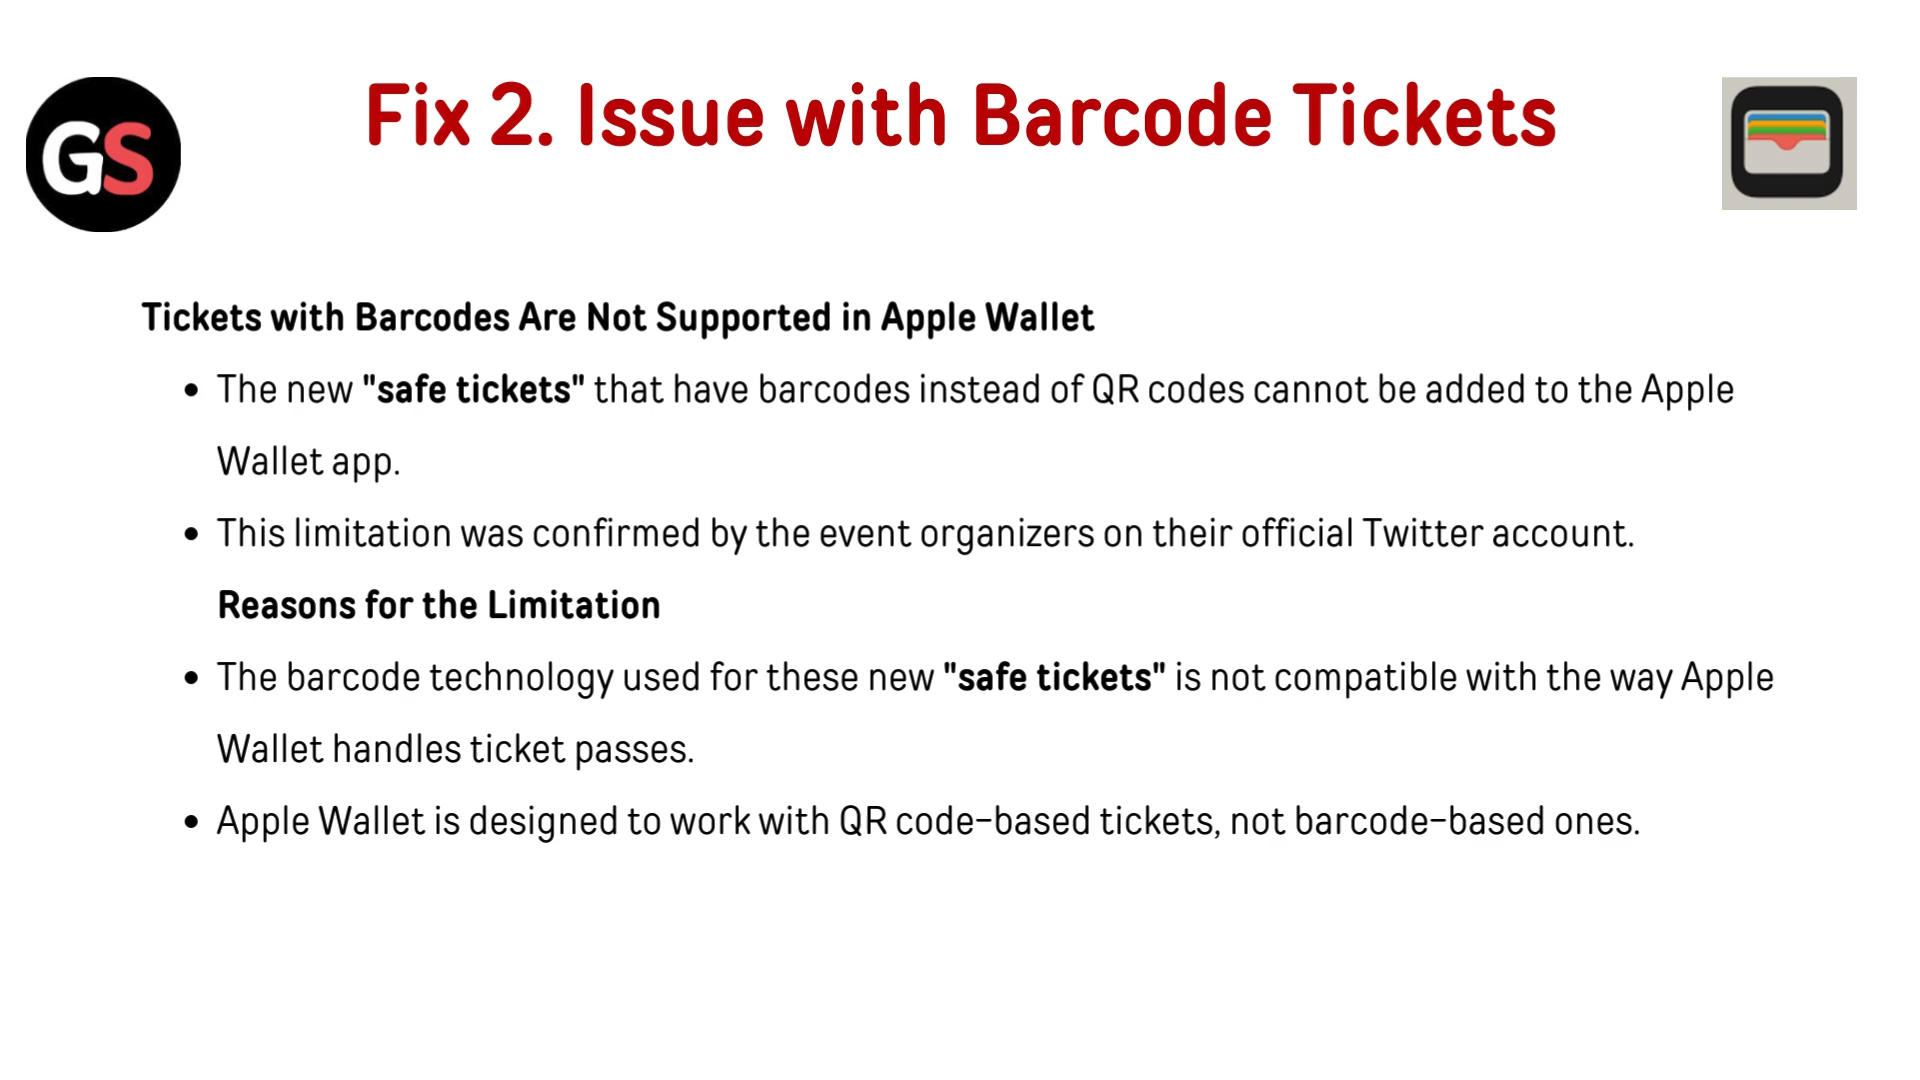 GS
Fix 2. Issue with Barcode Tickets
Tickets with Barcodes Are Not Supported in Apple Wallet
• The new "safe tickets" that have barcodes instead of QR codes cannot be added to the Apple
Wallet app.
• This limitation was confirmed by the event organizers on their official Twitter account.
Reasons for the Limitation
• The barcode technology used for these new "safe tickets" is not compatible with the way Apple
Wallet handles ticket passes.
• Apple Wallet is designed to work with QR code-based tickets, not barcode-based ones.